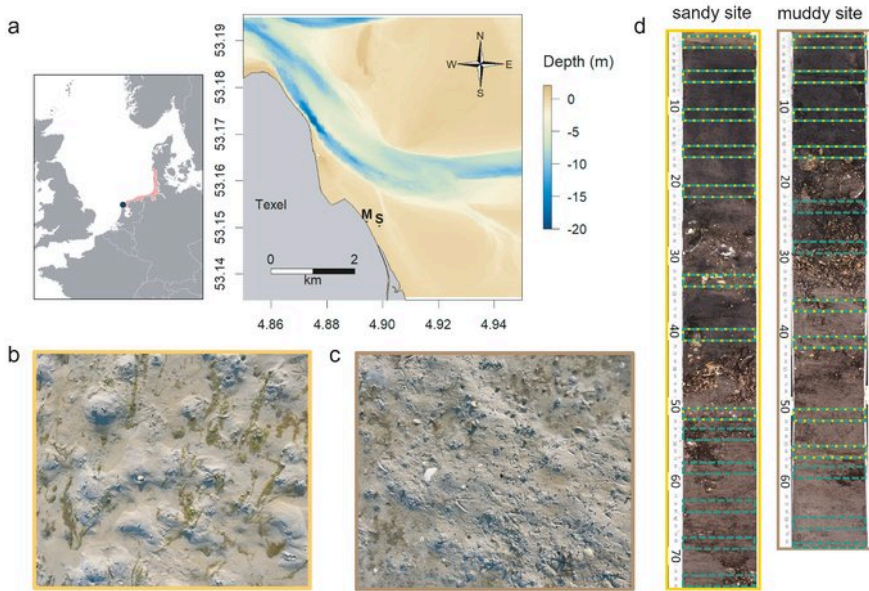 a
53.19
53.18
53.17
53.16
53.15
53.14
4.86
4.88
4.90
4.92
4.94
N
W
E
S
Texel
M
S
0
2
km
Depth (m)
0
-5
-10
-15
-20
b
c
d
sandy site
muddy site
10
20
30
40
50
60
70
10
20
30
40
50
60